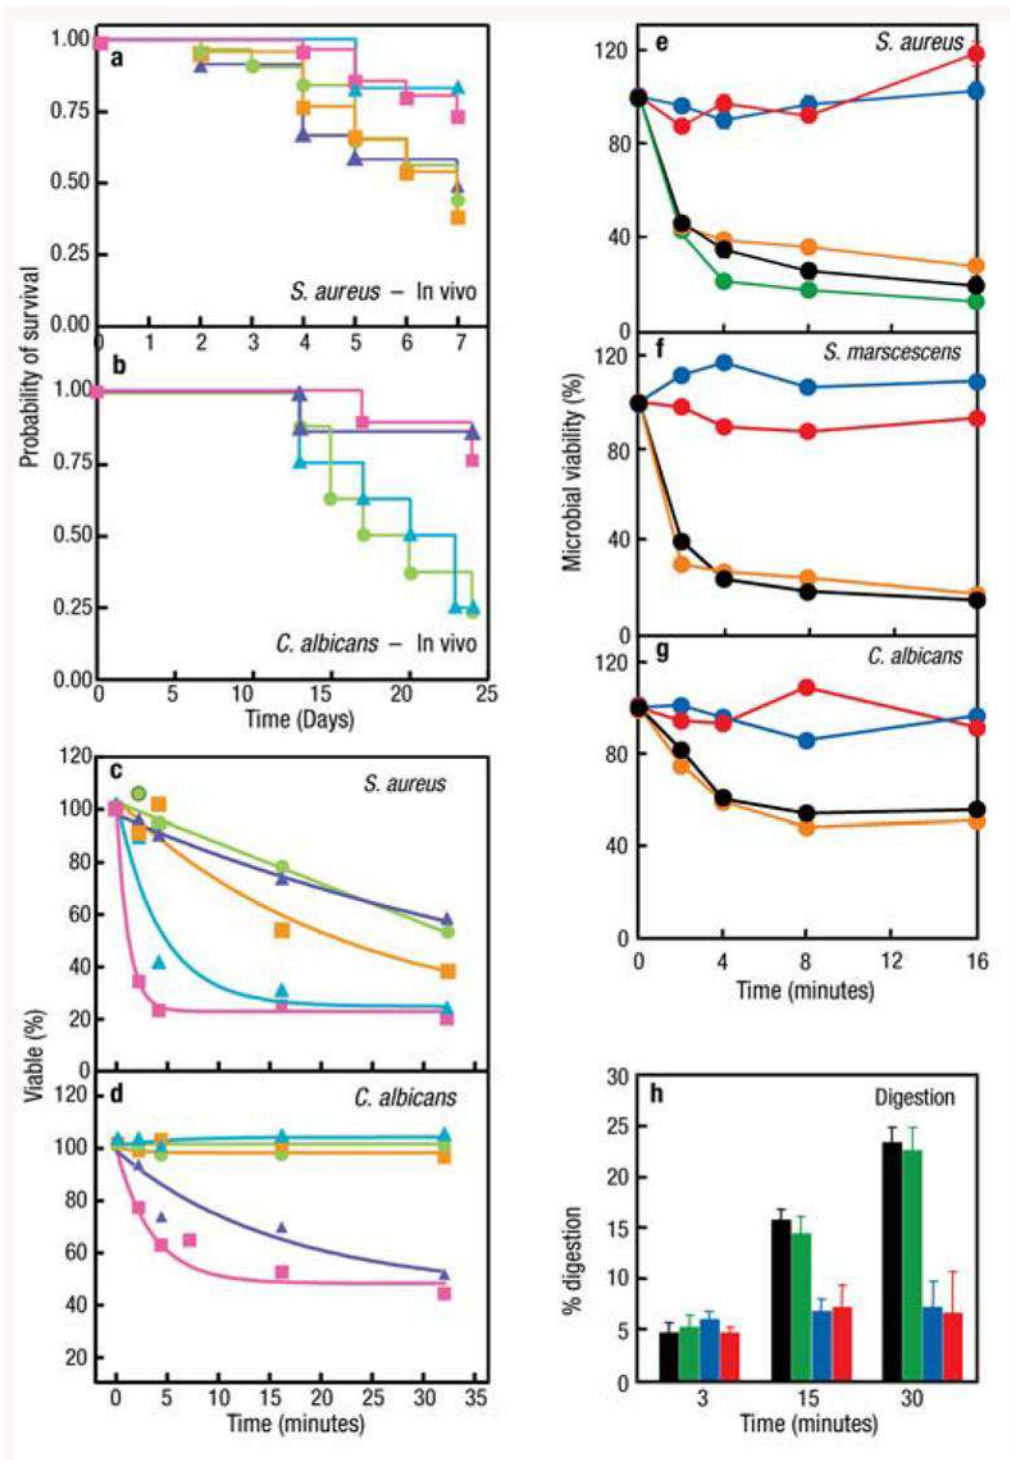 Probability of survival
1.00
0.75
0.50
0.25
0.00
a
S. aureus – In vivo
0 1 2 3 4 5 6 7
b
1.00
0.75
0.50
0.25
0.00
C. albicans – In vivo
0 5 10 15 20 25
Time (Days)
Viable (%)
c
S. aureus
120
100
80
60
40
20
0
d
C. albicans
120
100
80
60
40
20
0 5 10 15 20 25 30 35
Time (minutes)
Microbial viability (%)
e
S. aureus
120
80
40
0
f
S. marscescens
120
80
40
0
g
C. albicans
120
80
40
0
0 4 8 12 16
Time (minutes)
h
Digestion
% digestion
30
25
20
15
10
5
0
3 15 30
Time (minutes)